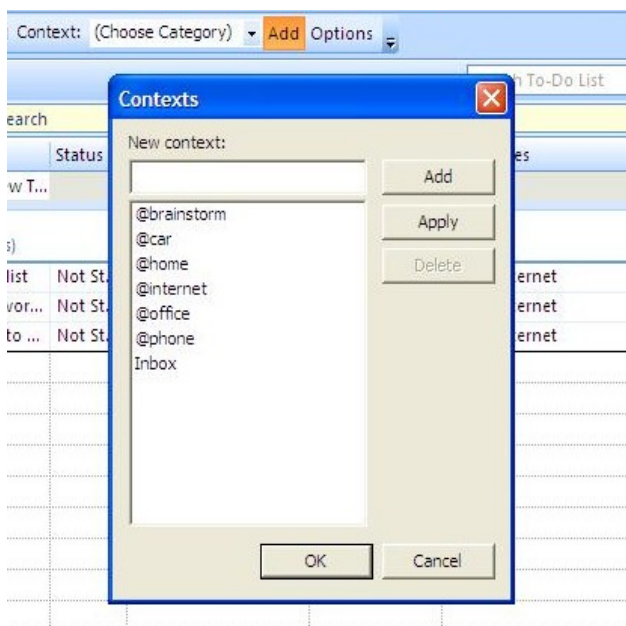 Context: (Choose Category) Add Options
h To-Do List
Contexts
earch
New context:
Status
es
Add
w T...
@brainstorm
Apply
@car
s)
@home
Delete
list Not St. ernet
@internet
vor... Not St. ernet
@office
to ... Not St. ernet
@phone
Inbox
OK Cancel